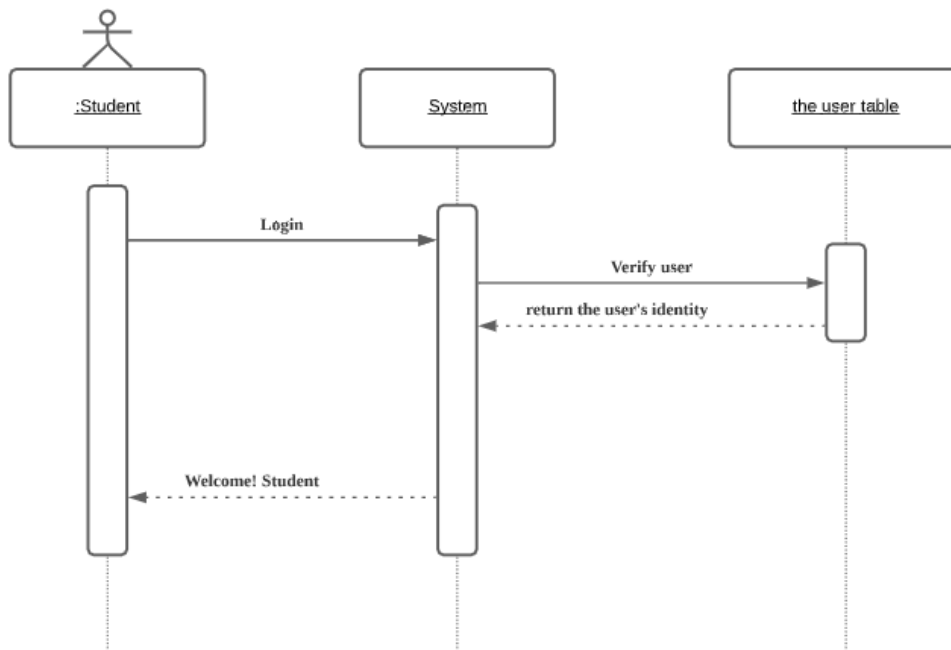 :Student
System
the user table
Login
Verify user
return the user's identity
Welcome! Student